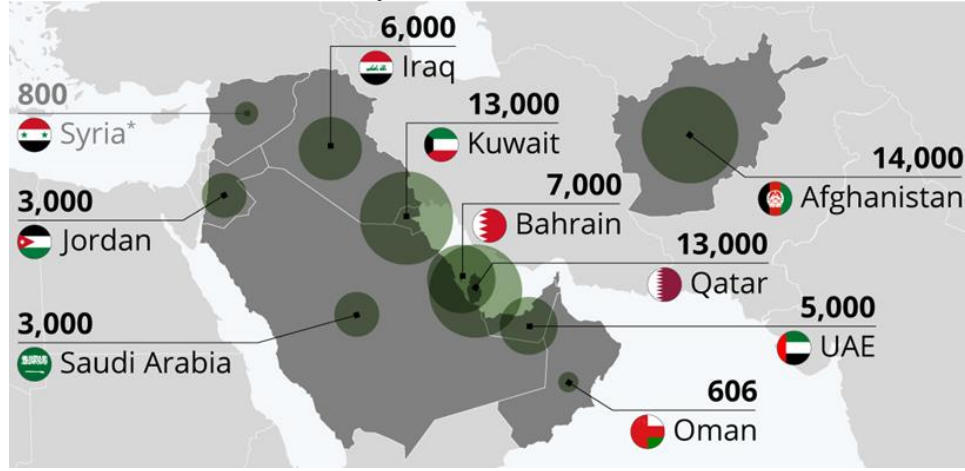 6,000
Iraq
800
Syria*
13,000
Kuwait
14,000
Afghanistan
7,000
Bahrain
3,000
Jordan
13,000
Qatar
3,000
Saudi Arabia
5,000
UAE
606
Oman